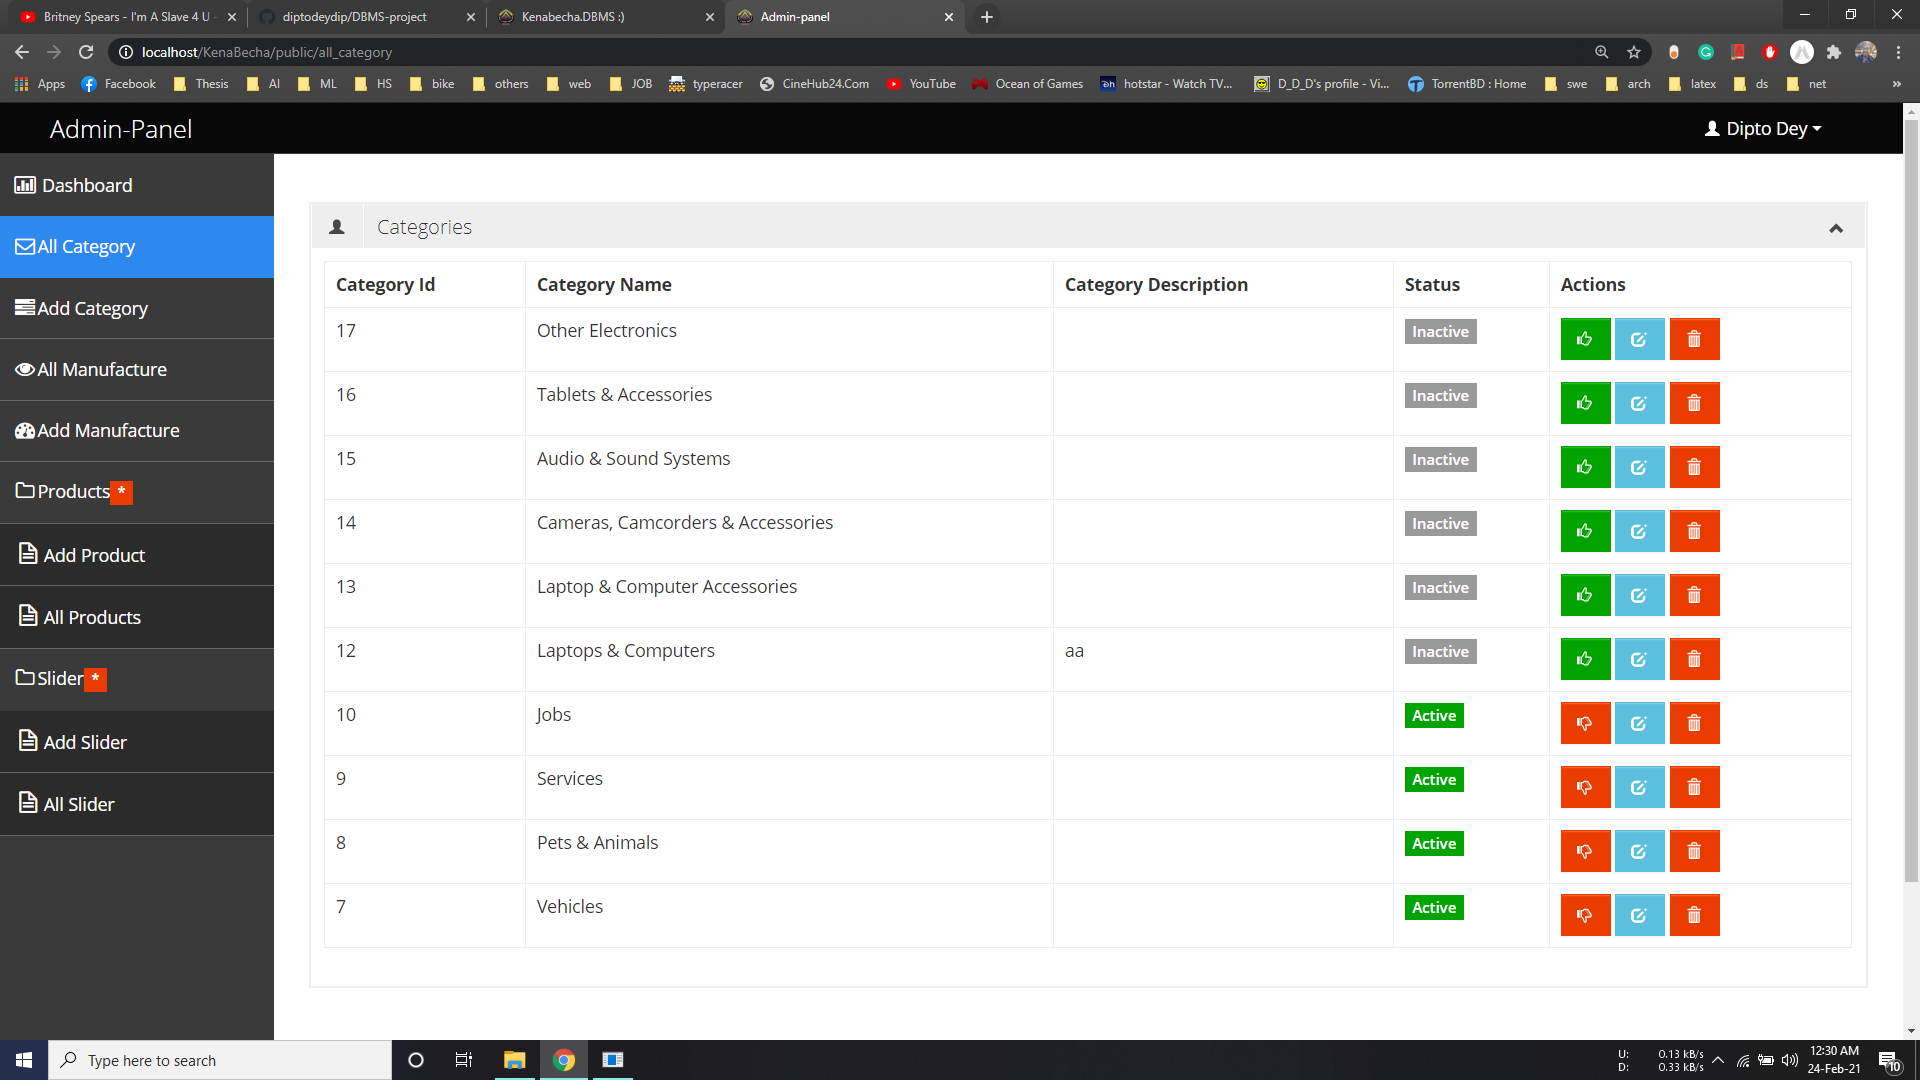 Britney Spears - I'm A Slave 4 U -
diptodeydip/DBMS-project
Kenabecha.DBMS :)
Admin-panel
localhost/KenaBecha/public/all_category
Apps Facebook Thesis AI ML HS bike others web JOB typeracer CineHub24.Com YouTube Ocean of Games hotstar - Watch TV... D_D_D's profile - Vi... TorrentBD : Home swe arch latex ds net »
Admin-Panel
Dipto Dey
Dashboard
All Category
Add Category
All Manufacture
Add Manufacture
Products *
Add Product
All Products
Slider *
Add Slider
All Slider
Categories
Category Id Category Name Category Description Status Actions
17 Other Electronics Inactive
16 Tablets & Accessories Inactive
15 Audio & Sound Systems Inactive
14 Cameras, Camcorders & Accessories Inactive
13 Laptop & Computer Accessories Inactive
12 Laptops & Computers aa Inactive
10 Jobs Active
9 Services Active
8 Pets & Animals Active
7 Vehicles Active
Type here to search
U: 0.13 kB/s
D: 0.33 kB/s
12:30 AM
24-Feb-21
10